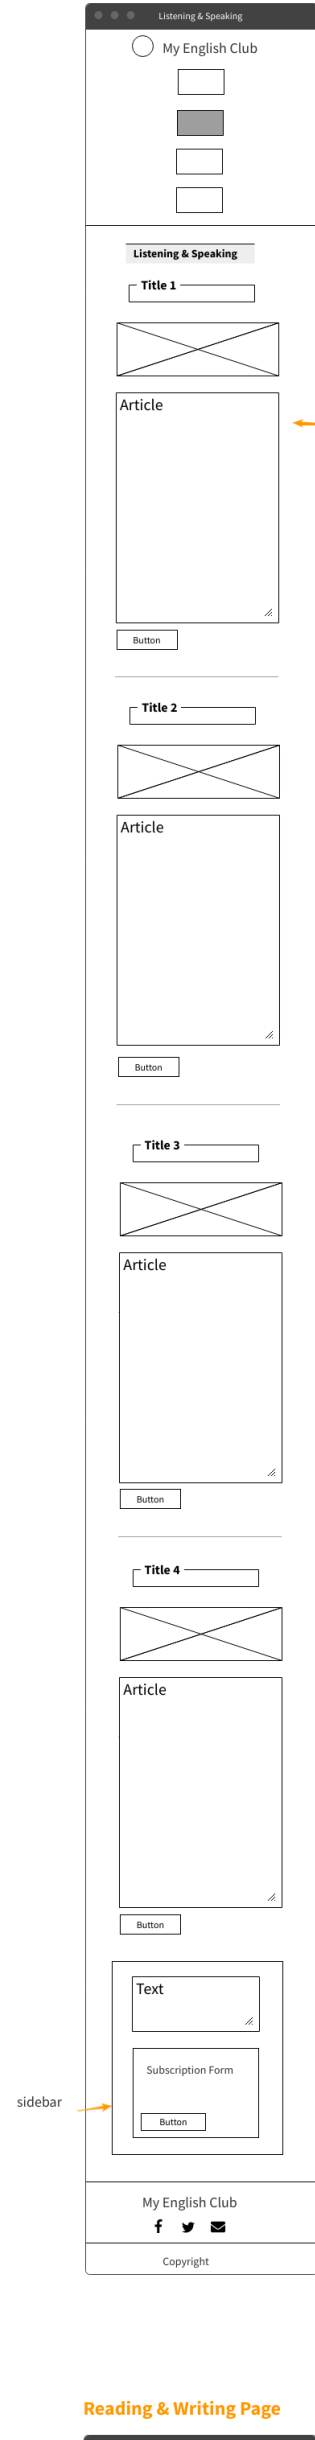 Listening & Speaking
My English Club
Listening & Speaking
Title 1
Article
Button
Title 2
Article
Button
Title 3
Article
Button
Title 4
Article
Button
Text
Subscription Form
sidebar
Button
My English Club
Copyright
Reading & Writing Page